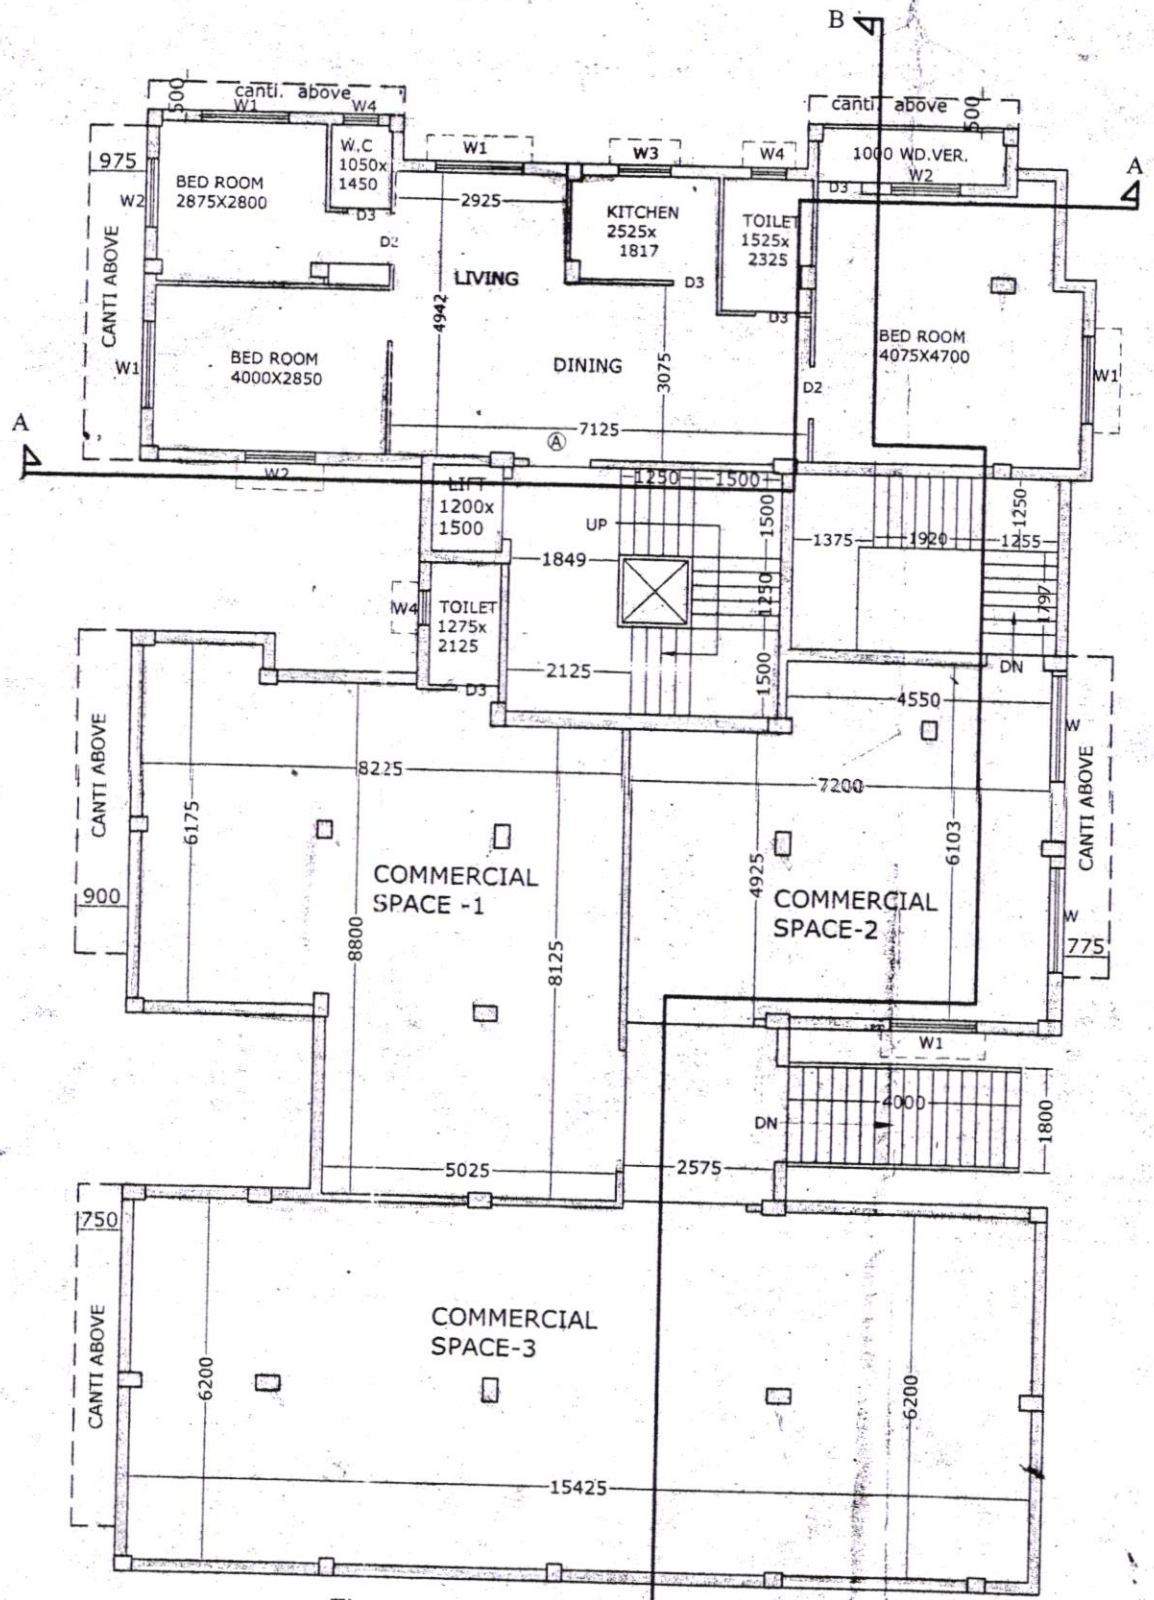 B
canti. above
500
W1
W4
canti. above
500
975
W.C
1050x
1450
W1
W3
W4
1000 WD.VER.
A
BED ROOM
2875X2800
W2
D3
W2
D3
2925
KITCHEN
2525x
1817
TOILET
1525x
2325
D2
CANTI ABOVE
LIVING
4942
D3
D3
BED ROOM
4075X4700
BED ROOM
4000X2850
W1
DINING
3075
D2
W1
A
7125
A
W2
LIFT
1200x
1500
1250
1500
1500
1250
UP
1375
1920
1255
1849
1250
1797
W4
TOILET
1275x
2125
2125
1500
DN
D3
4550
W
CANTI ABOVE
8225
7200
CANTI ABOVE
6175
6103
4925
COMMERCIAL
SPACE -1
COMMERCIAL
SPACE-2
900
W
775
8800
8125
W1
4000
DN
1800
5025
2575
750
CANTI ABOVE
COMMERCIAL
SPACE-3
6200
6200
15425